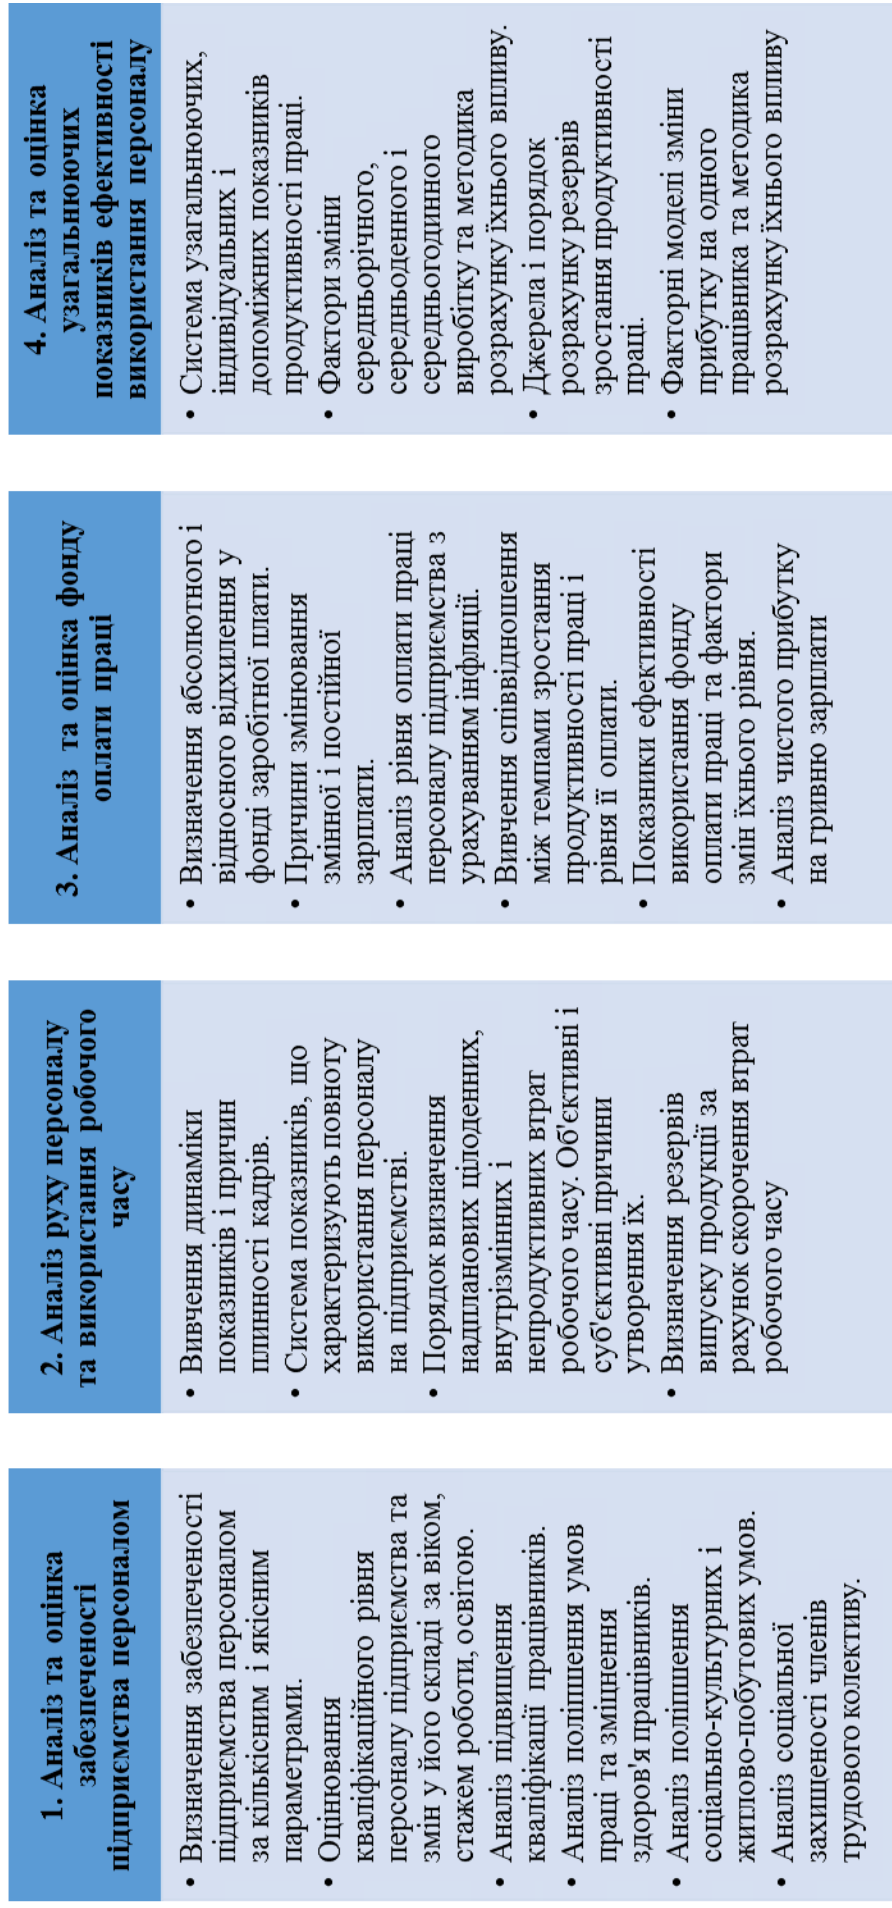 1. Аналіз та оцінка
забезпеченості
підприємства персоналом
• Визначення забезпеченості
підприємства персоналом
за кількісним і якісним
параметрами.
• Оцінювання
кваліфікаційного рівня
персоналу підприємства та
змін у його складі за віком,
стажем роботи, освітою.
• Аналіз підвищення
кваліфікації працівників.
• Аналіз поліпшення умов
праці та зміцнення
здоров'я працівників.
• Аналіз поліпшення
соціально-культурних і
житлово-побутових умов.
• Аналіз соціальної
захищеності членів
трудового колективу.
2. Аналіз руху персоналу
та використання робочого
часу
• Вивчення динаміки
показників і причин
плинності кадрів.
• Система показників, що
характеризують повноту
використання персоналу
на підприємстві.
• Порядок визначення
надпланових цілоденних,
внутрізмінних і
непродуктивних втрат
робочого часу. Об'єктивні і
суб'єктивні причини
утворення їх.
• Визначення резервів
випуску продукції за
рахунок скорочення втрат
робочого часу
3. Аналіз та оцінка фонду
оплати праці
• Визначення абсолютного і
відносного відхилення у
фонді заробітної плати.
• Причини змінювання
змінної і постійної
зарплати.
• Аналіз рівня оплати праці
персоналу підприємства з
урахуванням інфляції.
• Вивчення співвідношення
між темпами зростання
продуктивності праці і
рівня її оплати.
• Показники ефективності
використання фонду
оплати праці та фактори
змін їхнього рівня.
• Аналіз чистого прибутку
на гривню зарплати
4. Аналіз та оцінка
узагальнюючих
показників ефективності
використання персоналу
• Система узагальнюючих,
індивідуальних і
допоміжних показників
продуктивності праці.
• Фактори зміни
середньорічного,
середньоденного і
середньогодинного
виробітку та методика
розрахунку їхнього впливу.
• Джерела і порядок
розрахунку резервів
зростання продуктивності
праці.
• Факторні моделі зміни
прибутку на одного
працівника та методика
розрахунку їхнього впливу